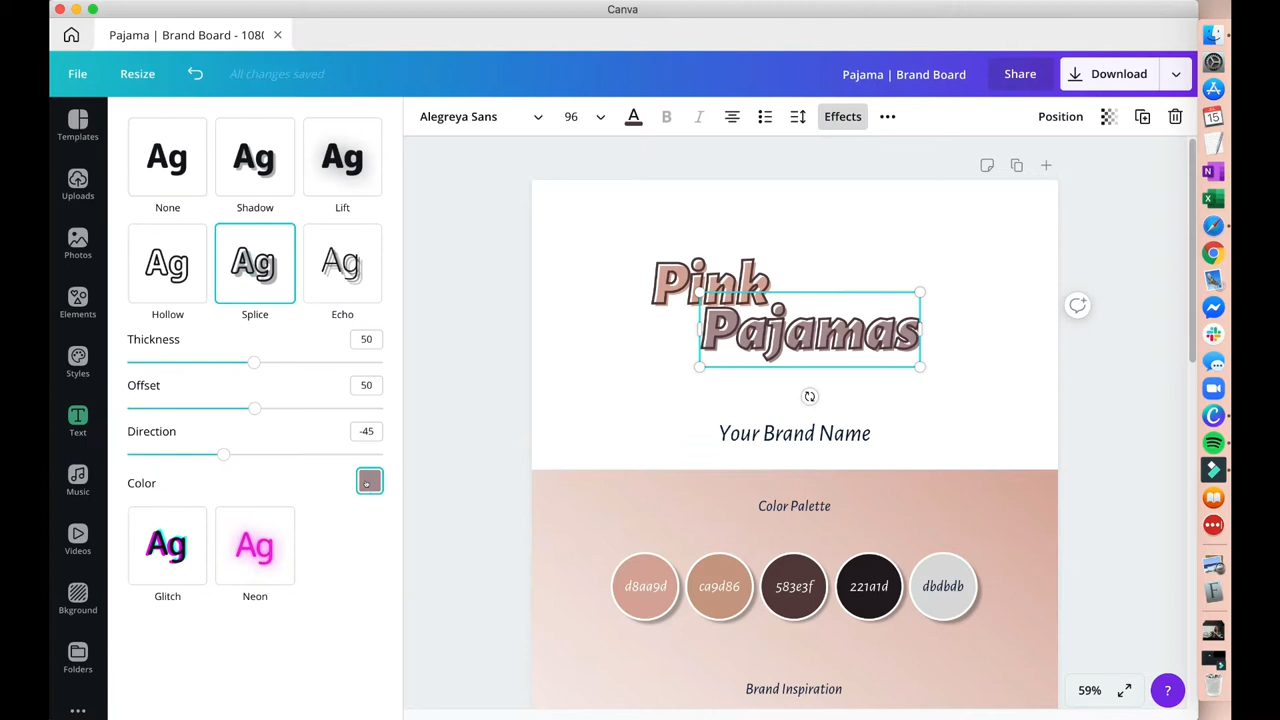 Canva
Pajama | Brand Board - 108
File
Resize
All changes saved
Pajama | Brand Board
Share
Download
Templates
Uploads
Photos
Elements
Styles
Text
Music
Videos
Bkground
Folders
Ag
None
Ag
Shadow
Ag
Lift
Ag
Hollow
Ag
Splice
Ag
Echo
Thickness
50
Offset
50
Direction
-45
Color
Ag
Glitch
Ag
Neon
Alegreya Sans
96
A
B
I
Effects
Position
Pink
Pajamas
Your Brand Name
Color Palette
d8aa9d
ca9d86
583e3f
221a1d
dbdbdb
Brand Inspiration
59%
?
15